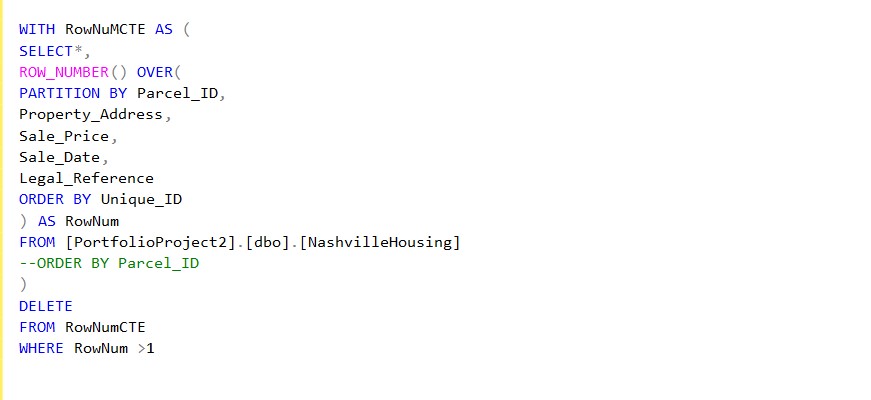 WITH RowNuMCTE AS (
SELECT*,
ROW_NUMBER() OVER(
PARTITION BY Parcel_ID,
Property_Address,
Sale_Price,
Sale_Date,
Legal_Reference
ORDER BY Unique_ID
) AS RowNum
FROM [PortfolioProject2].[dbo].[NashvilleHousing]
--ORDER BY Parcel_ID
)
DELETE
FROM RowNumCTE
WHERE RowNum >1